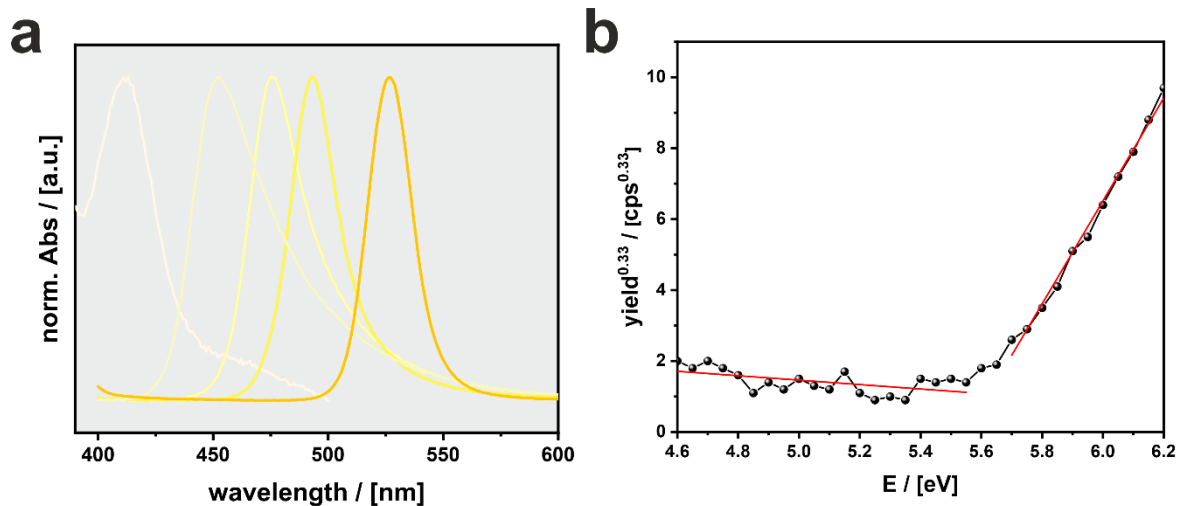 a
norm. Abs / [a.u.]
400 450 500 550 600
wavelength / [nm]
b
yield^0.33 / [cps^0.33]
10
8
6
4
2
0
4.6 4.8 5.0 5.2 5.4 5.6 5.8 6.0 6.2
E / [eV]